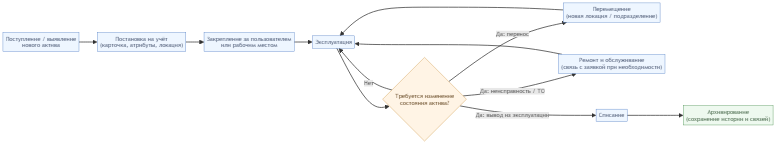 Поступление / выявление
нового актива
Постановка на учёт
(карточка, атрибуты, локация)
Закрепление за пользователем
или рабочим местом
Эксплуатация
Нет
Требуется изменение
состояния актива?
Да: перенос
Перемещение
(новая локация / подразделение)
Да: неисправность / ТО
Ремонт и обслуживание
(связь с заявкой при необходимости)
Да: вывод из эксплуатации
Списание
Архивирование
(сохранение истории и связей)